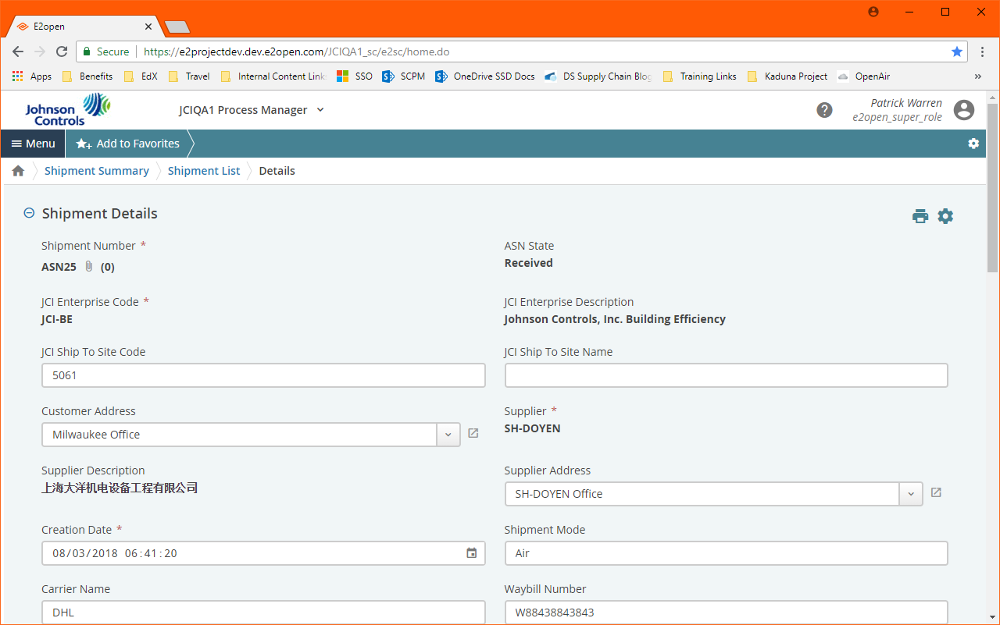 E2open
Secure https://e2projectdev.dev.e2open.com/JCIQA1_sc/e2sc/home.do
Apps Benefits EdX Travel Internal Content Link SSO SCPM OneDrive SSD Docs DS Supply Chain Blog Training Links Kaduna Project OpenAir »
Johnson Controls
JCIQA1 Process Manager
Patrick Warren
e2open_super_role
Menu Add to Favorites
Shipment Summary Shipment List Details
Shipment Details
Shipment Number * ASN State
ASN25 (0) Received
JCI Enterprise Code * JCI Enterprise Description
JCI-BE Johnson Controls, Inc. Building Efficiency
JCI Ship To Site Code JCI Ship To Site Name
5061
Customer Address Supplier *
Milwaukee Office SH-DOYEN
Supplier Description Supplier Address
上海大洋机电设备工程有限公司 SH-DOYEN Office
Creation Date * Shipment Mode
08/03/2018 06:41:20 Air
Carrier Name Waybill Number
DHL W88438843843